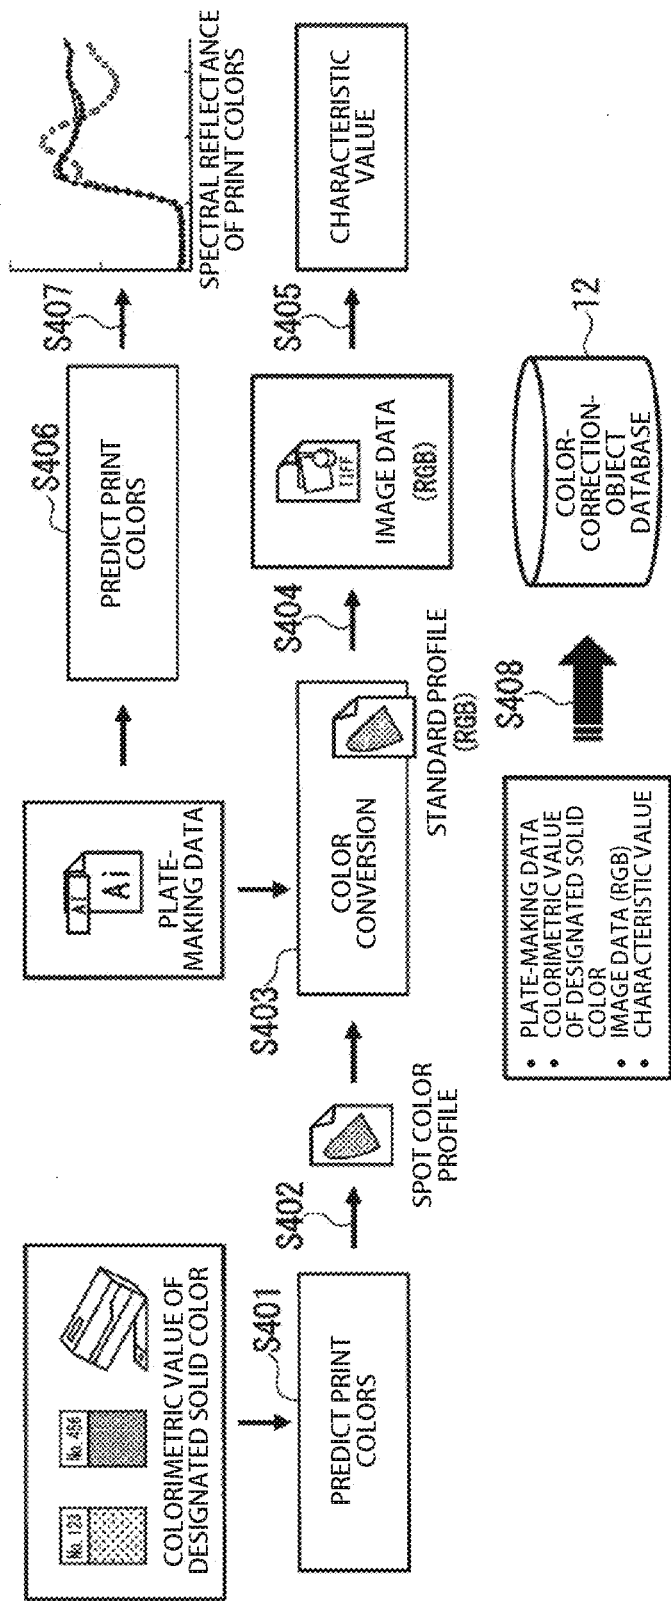 No. 123
No. 456
COLORIMETRIC VALUE OF
DESIGNATED SOLID COLOR
S401
PREDICT PRINT
COLORS
S402
SPOT COLOR
PROFILE
AI
Ai
PLATE-
MAKING DATA
S403
COLOR
CONVERSION
STANDARD PROFILE
(RGB)
S406
PREDICT PRINT
COLORS
S407
SPECTRAL REFLECTANCE
OF PRINT COLORS
S404
TIFF
IMAGE DATA
(RGB)
S405
CHARACTERISTIC
VALUE
• PLATE-MAKING DATA
• COLORIMETRIC VALUE
OF DESIGNATED SOLID
COLOR
• IMAGE DATA (RGB)
• CHARACTERISTIC VALUE
S408
12
COLOR-
CORRECTION-
OBJECT
DATABASE